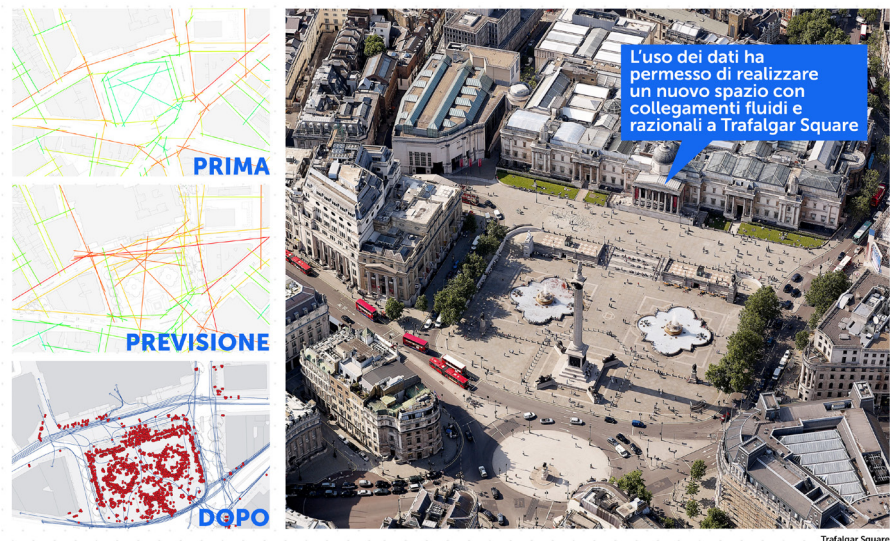 L'uso dei dati ha
permesso di realizzare
un nuovo spazio con
collegamenti fluidi e
razionali a Trafalgar Square
PRIMA
PREVISIONE
DOPO
Trafalgar Square